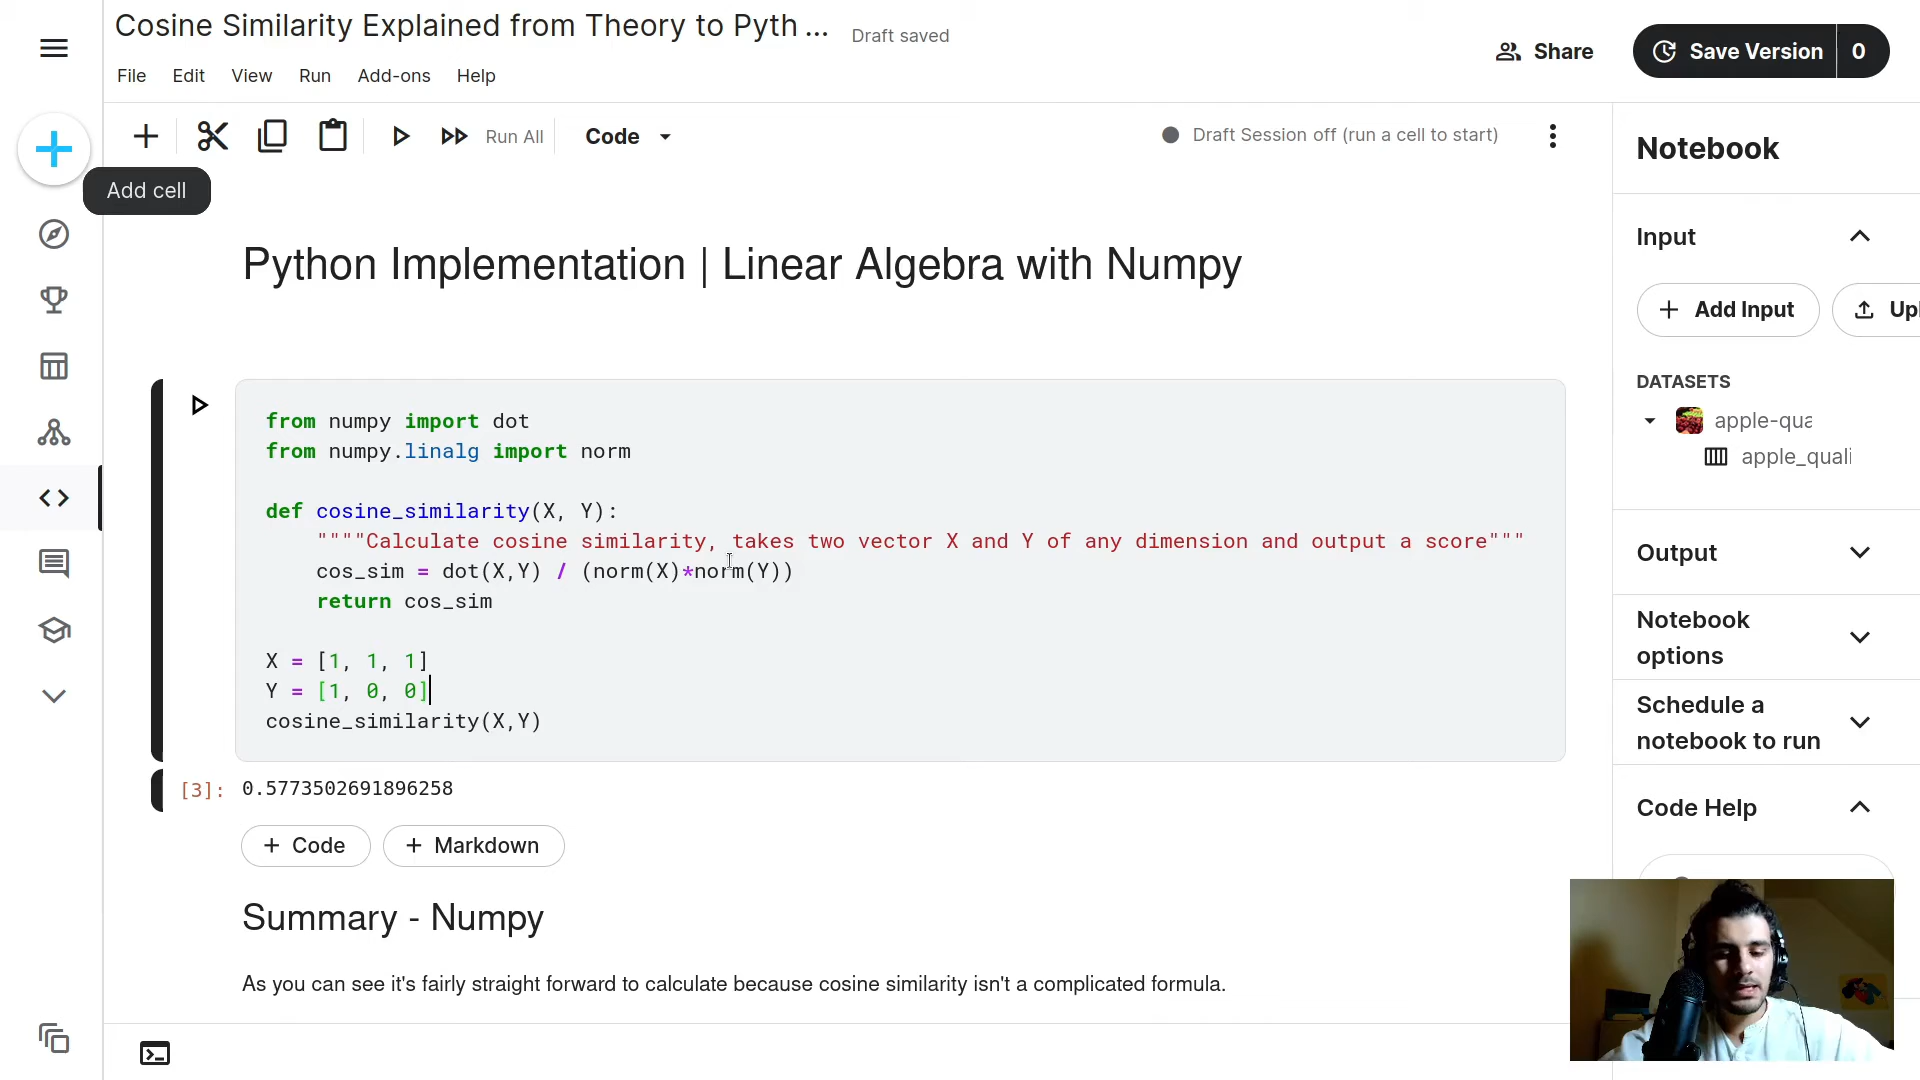 Cosine Similarity Explained from Theory to Pyth ...
Draft saved
File Edit View Run Add-ons Help
Share
Save Version 0
Add cell
Run All
Code
Draft Session off (run a cell to start)
Python Implementation | Linear Algebra with Numpy
from numpy import dot
from numpy.linalg import norm
def cosine_similarity(X, Y):
""""Calculate cosine similarity, takes two vector X and Y of any dimension and output a score"""
cos_sim = dot(X,Y) / (norm(X)*norm(Y))
return cos_sim
X = [1, 1, 1]
Y = [1, 0, 0]
cosine_similarity(X,Y)
[3]: 0.5773502691896258
+ Code + Markdown
Summary - Numpy
As you can see it's fairly straight forward to calculate because cosine similarity isn't a complicated formula.
Notebook
Input
Add Input
Upl
DATASETS
apple-qua
apple_quali
Output
Notebook
options
Schedule a
notebook to run
Code Help